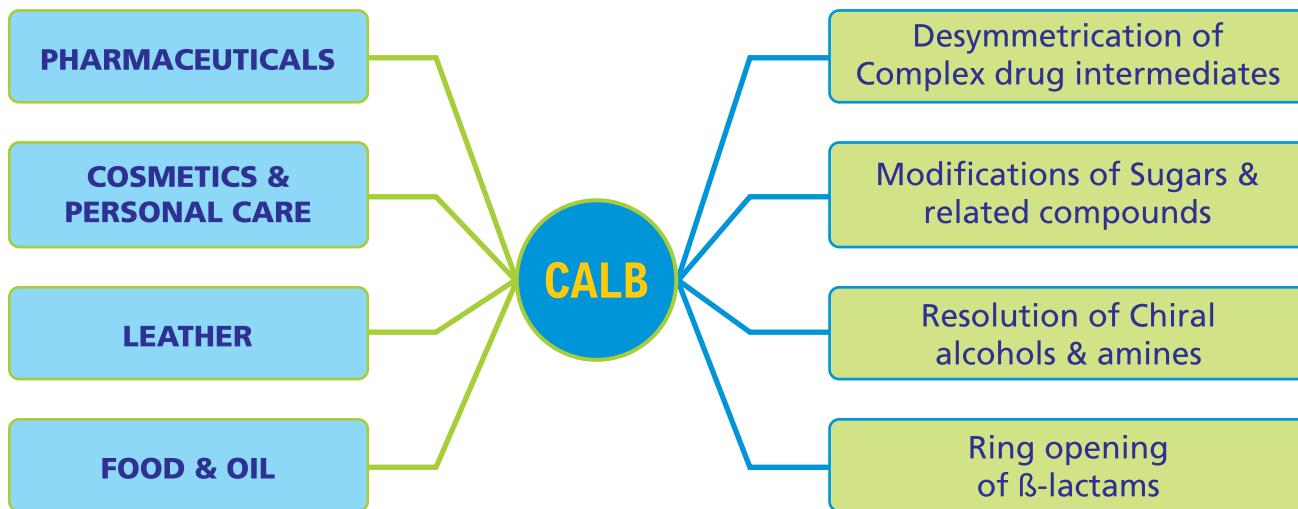 PHARMACEUTICALS
COSMETICS &
PERSONAL CARE
LEATHER
FOOD & OIL
CALB
Desymmetrication of
Complex drug intermediates
Modifications of Sugars &
related compounds
Resolution of Chiral
alcohols & amines
Ring opening
of ß-lactams